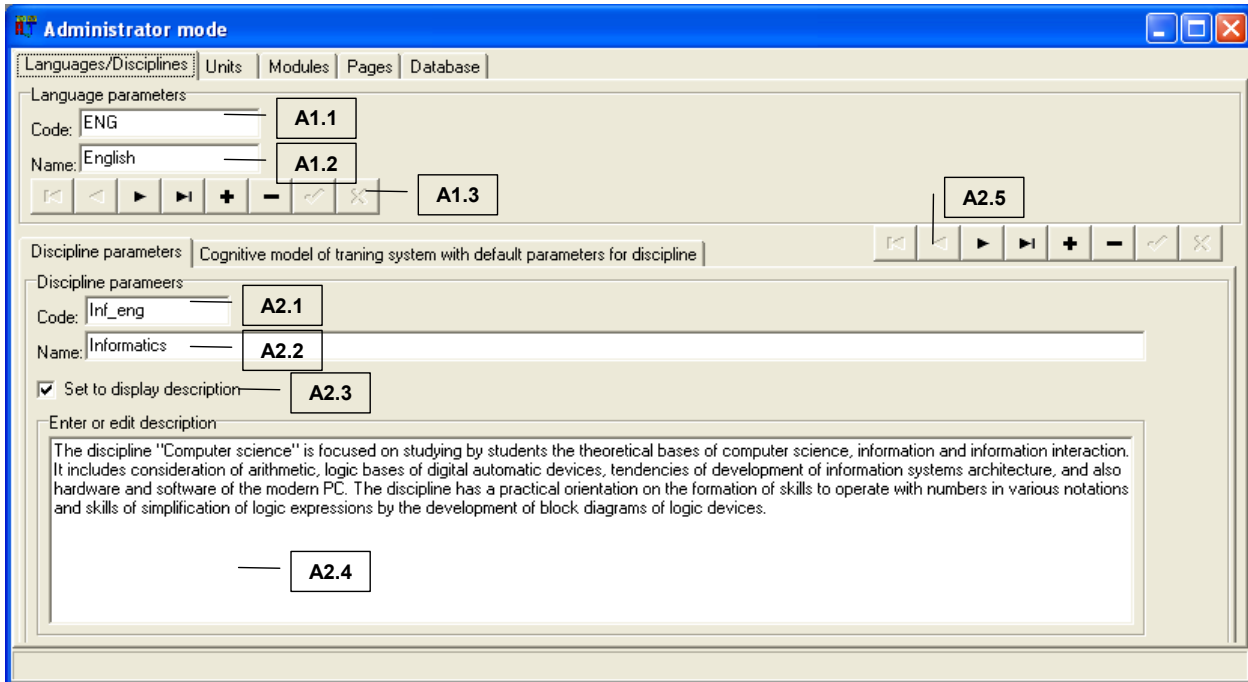 Administrator mode
Languages/Disciplines Units Modules Pages Database
Language parameters
Code: ENG A1.1
Name: English A1.2
A1.3
A2.5
Discipline parameters Cognitive model of traning system with default parameters for discipline
Discipline parameers
Code: Inf_eng A2.1
Name: Informatics A2.2
Set to display description A2.3
Enter or edit description
The discipline "Computer science" is focused on studying by students the theoretical bases of computer science, information and information interaction.
It includes consideration of arithmetic, logic bases of digital automatic devices, tendencies of development of information systems architecture, and also
hardware and software of the modern PC. The discipline has a practical orientation on the formation of skills to operate with numbers in various notations
and skills of simplification of logic expressions by the development of block diagrams of logic devices.
A2.4